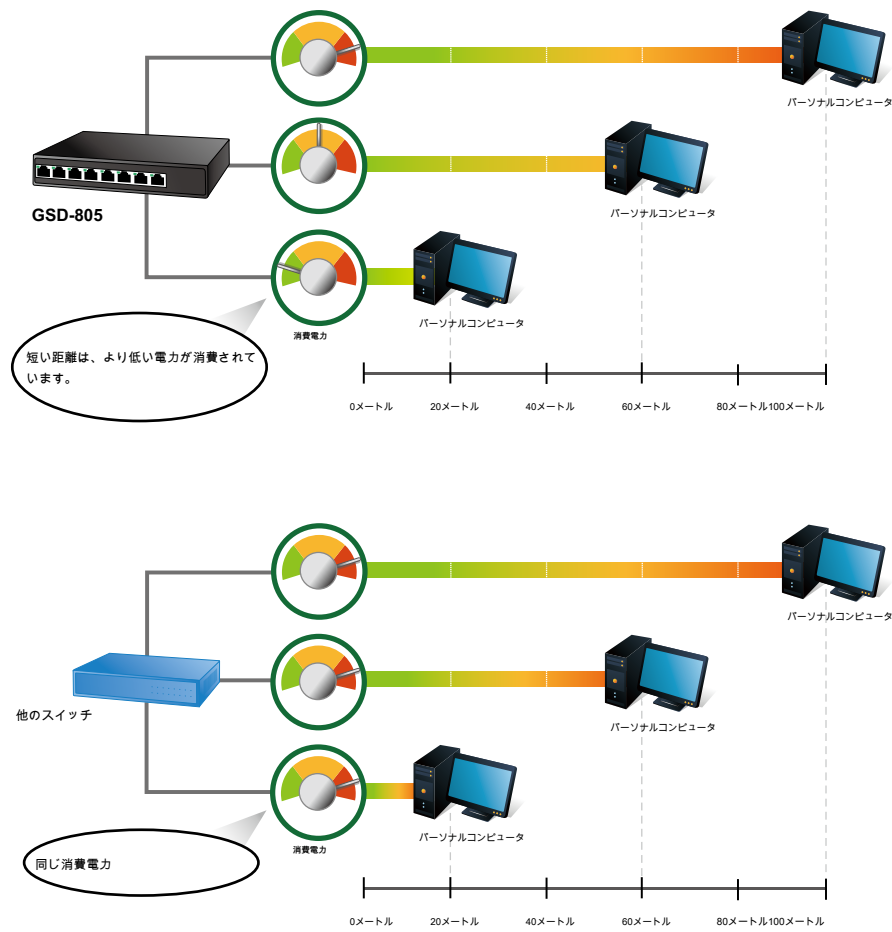 パーソナルコンピュータ
パーソナルコンピュータ
GSD-805
パーソナルコンピュータ
消費電力
短い距離は、より低い電力が消費されて
います。
0メートル 20メートル 40メートル 60メートル 80メートル100メートル
パーソナルコンピュータ
他のスイッチ
パーソナルコンピュータ
パーソナルコンピュータ
消費電力
同じ消費電力
0メートル 20メートル 40メートル 60メートル 80メートル100メートル